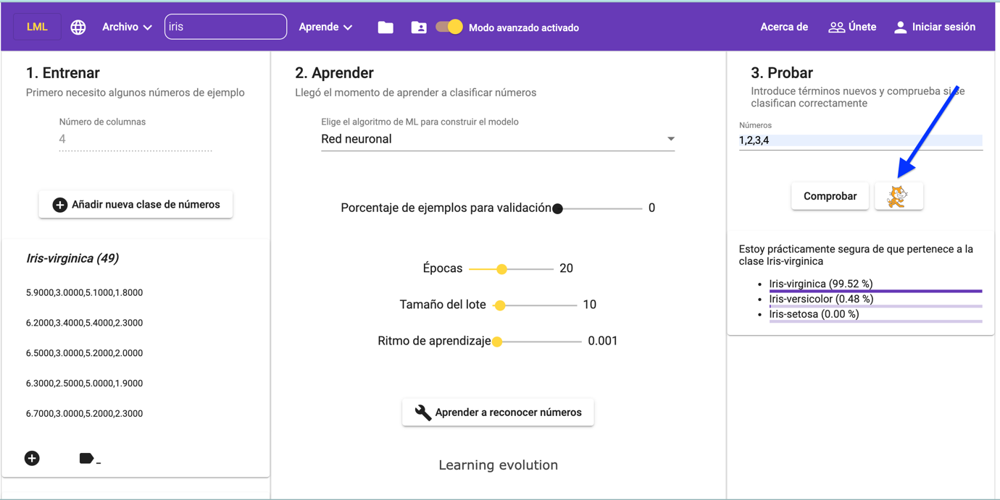 LML
Archivo
iris
Aprende
Modo avanzado activado
Acerca de
Únete
Iniciar sesión
1. Entrenar
Primero necesito algunos números de ejemplo
Número de columnas
4
Añadir nueva clase de números
Iris-virginica (49)
5.9000,3.0000,5.1000,1.8000
6.2000,3.4000,5.4000,2.3000
6.5000,3.0000,5.2000,2.0000
6.3000,2.5000,5.0000,1.9000
6.7000,3.0000,5.2000,2.3000
2. Aprender
Llegó el momento de aprender a clasificar números
Elige el algoritmo de ML para construir el modelo
Red neuronal
Porcentaje de ejemplos para validación 0
Épocas 20
Tamaño del lote 10
Ritmo de aprendizaje 0.001
Aprender a reconocer números
Learning evolution
3. Probar
Introduce términos nuevos y comprueba si se
clasifican correctamente
Números
1,2,3,4
Comprobar
Estoy prácticamente segura de que pertenece a la
clase Iris-virginica
• Iris-virginica (99.52 %)
• Iris-versicolor (0.48 %)
• Iris-setosa (0.00 %)